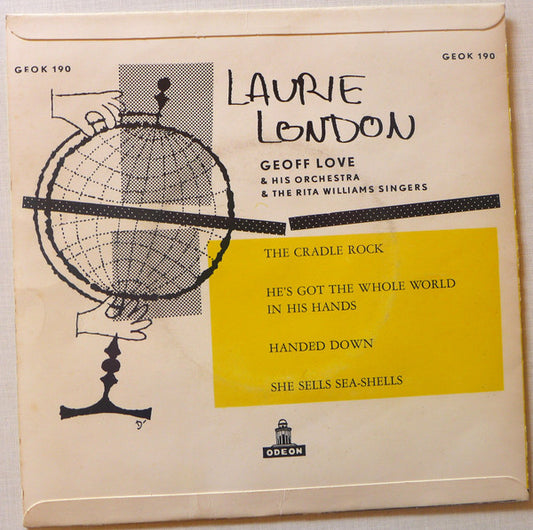 GEOK 190
GEOK 190
LAURIE
LONDON
GEOFF LOVE
& HIS ORCHESTRA
& THE RITA WILLIAMS SINGERS
THE CRADLE ROCK
HE'S GOT THE WHOLE WORLD
IN HIS HANDS
HANDED DOWN
SHE SELLS SEA-SHELLS
ODEON